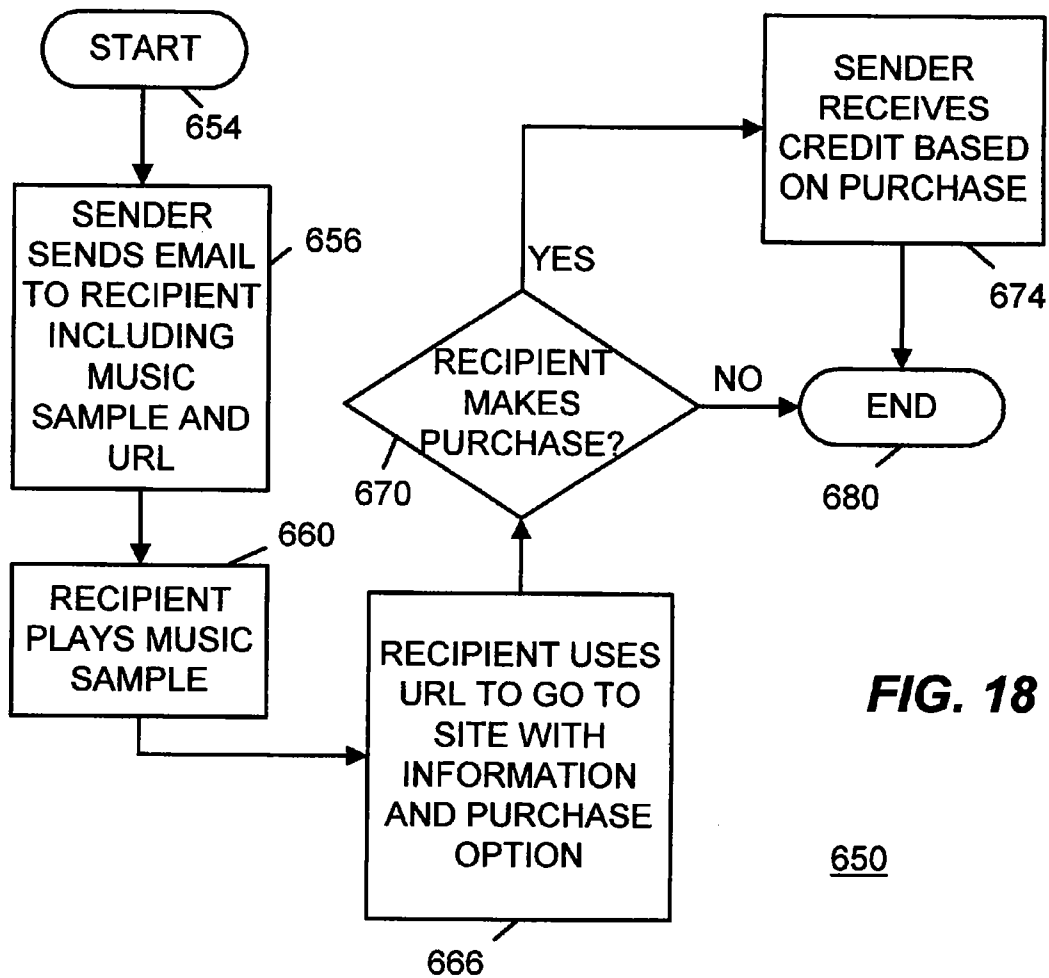 START
654
SENDER
SENDS EMAIL
TO RECIPIENT
INCLUDING
MUSIC
SAMPLE AND
URL
656
660
RECIPIENT
PLAYS MUSIC
SAMPLE
RECIPIENT USES
URL TO GO TO
SITE WITH
INFORMATION
AND PURCHASE
OPTION
666
RECIPIENT
MAKES
PURCHASE?
670
YES
NO
SENDER
RECEIVES
CREDIT BASED
ON PURCHASE
674
END
680
FIG. 18
650